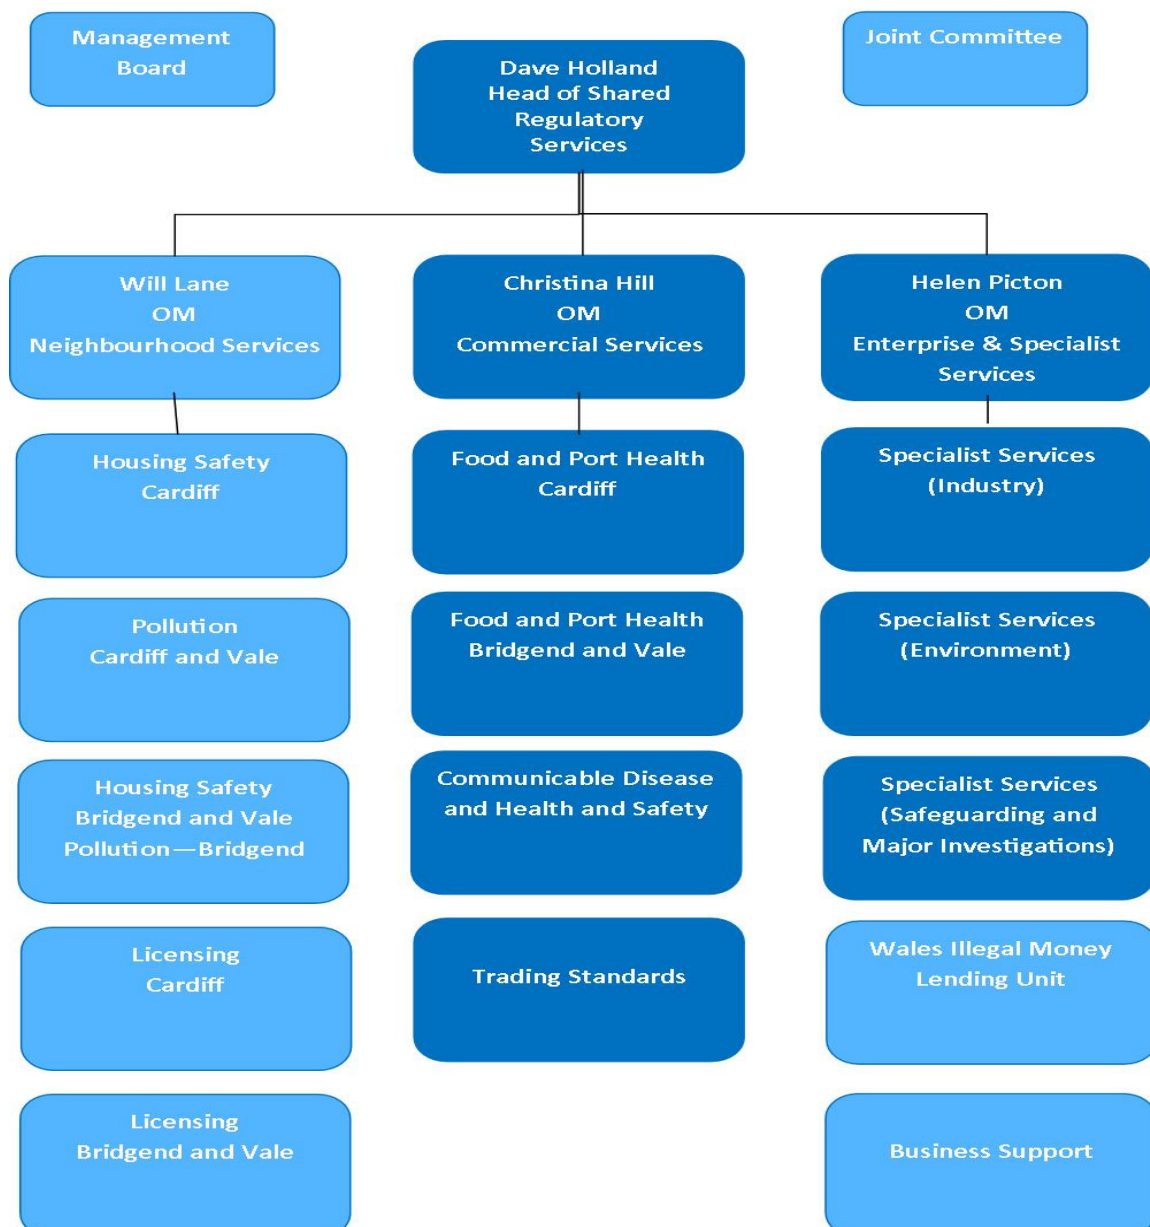 Management
Board
Joint Committee
Dave Holland
Head of Shared
Regulatory
Services
Will Lane
OM
Neighbourhood Services
Christina Hill
OM
Commercial Services
Helen Picton
OM
Enterprise & Specialist
Services
Housing Safety
Cardiff
Food and Port Health
Cardiff
Specialist Services
(Industry)
Pollution
Cardiff and Vale
Food and Port Health
Bridgend and Vale
Specialist Services
(Environment)
Housing Safety
Bridgend and Vale
Pollution—Bridgend
Communicable Disease
and Health and Safety
Specialist Services
(Safeguarding and
Major Investigations)
Licensing
Cardiff
Trading Standards
Wales Illegal Money
Lending Unit
Licensing
Bridgend and Vale
Business Support